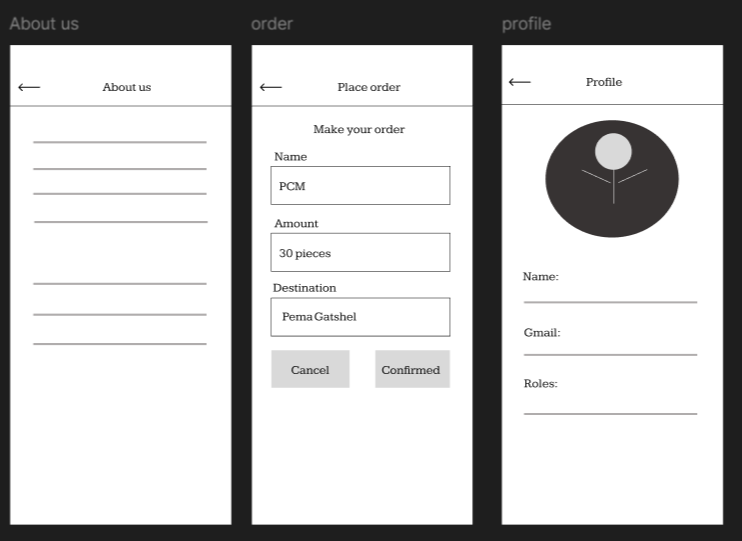 About us
order
profile
About us
Place order
Make your order
Name
PCM
Amount
30 pieces
Destination
Pema Gatshel
Cancel
Confirmed
Profile
Name:
Gmail:
Roles: